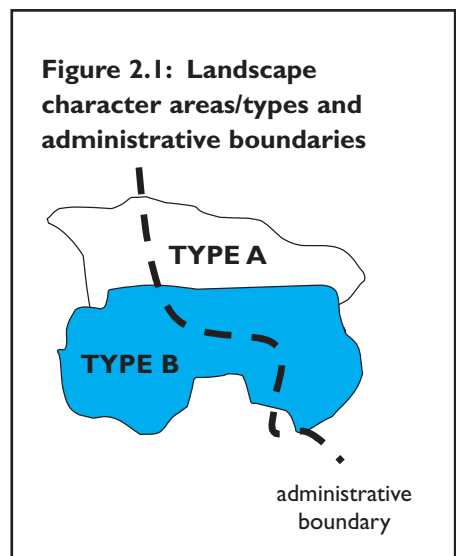 Figure 2.1: Landscape
character areas/types and
administrative boundaries
TYPE A
TYPE B
administrative
boundary